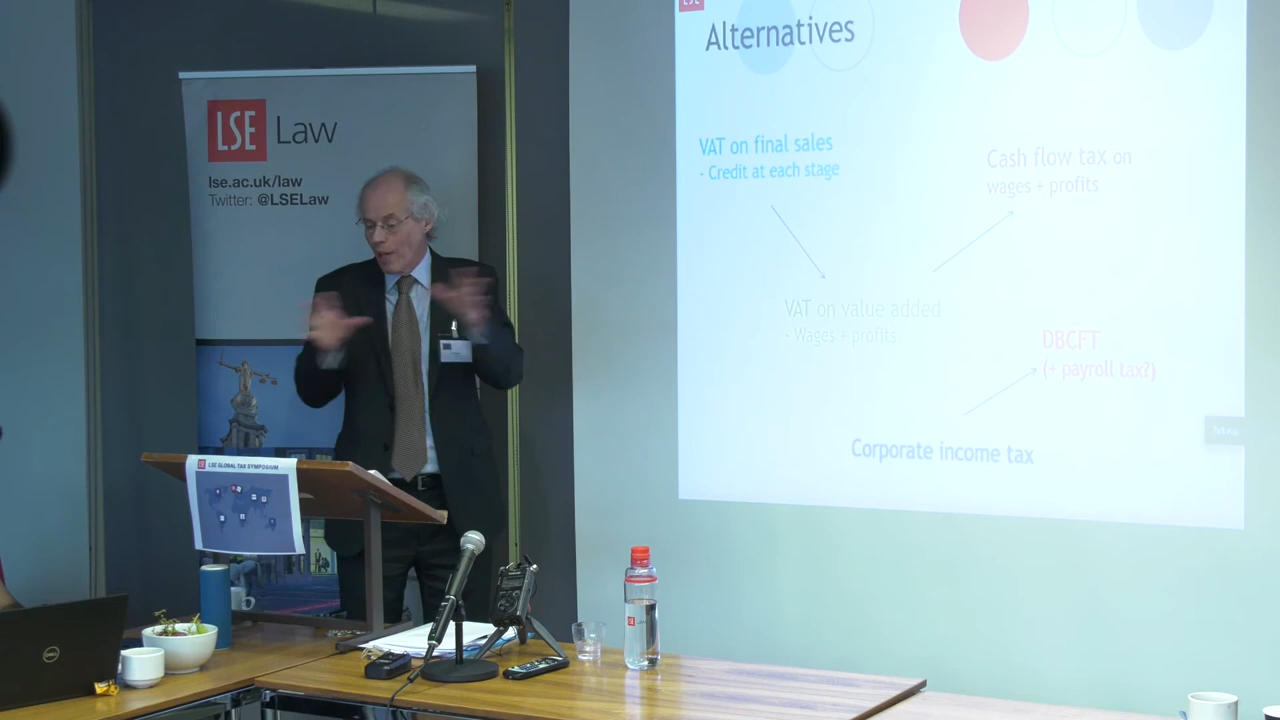 LSE Law
lse.ac.uk/law
Twitter: @LSELaw
LSE GLOBAL TAX SYMPOSIUM
DELL
LSE
Alternatives
VAT on final sales
- Credit at each stage
Cash flow tax on
wages + profits
VAT on value added
- Wages + profits
DBCFT
(+ payroll tax?)
Corporate income tax